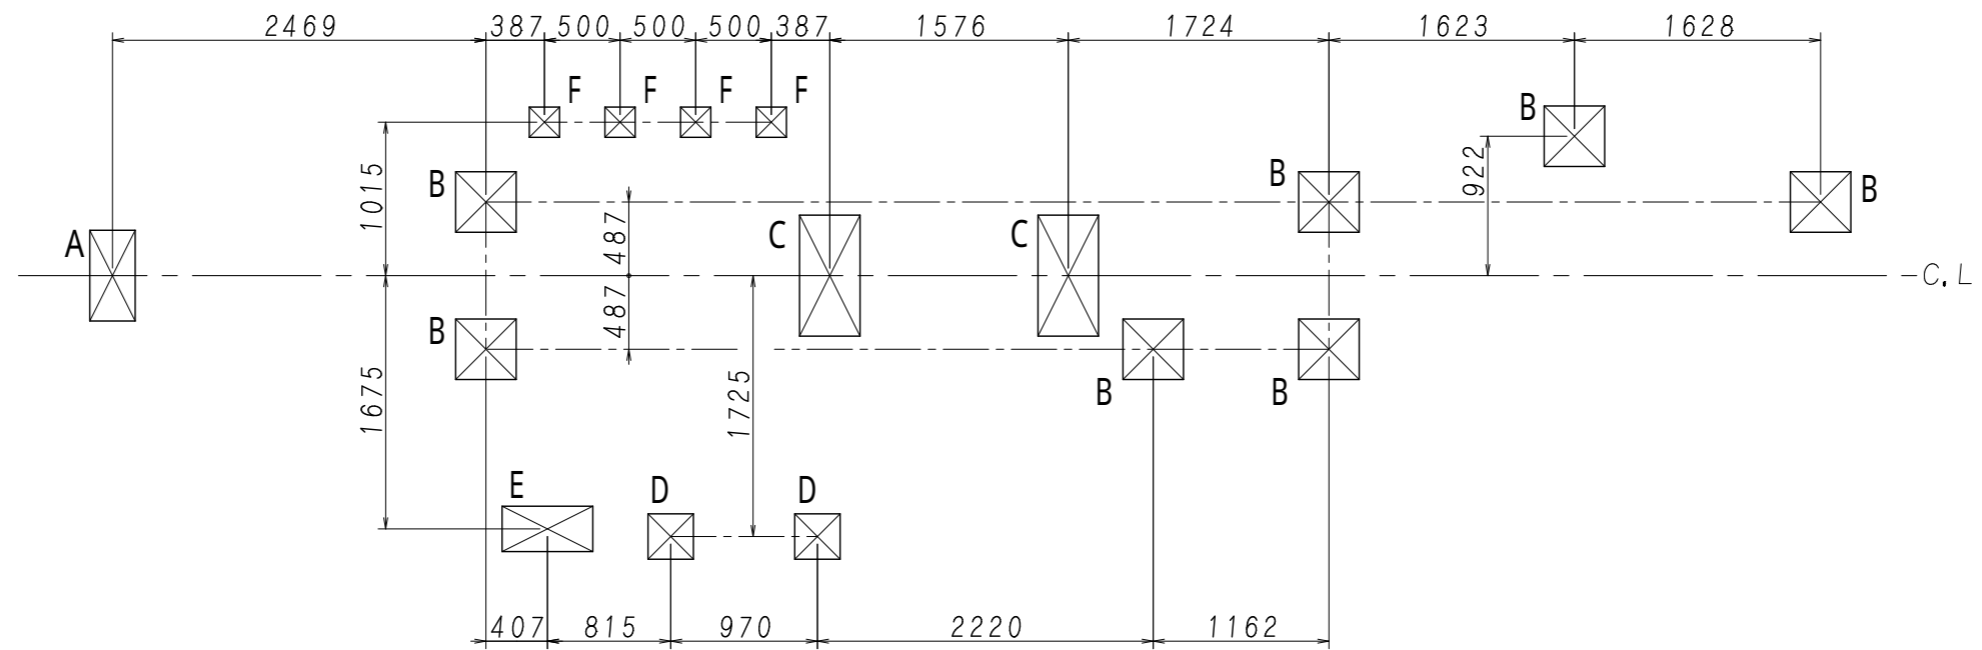 2469 387 500 500 500 387 1576 1724 1623 1628
F F F F
B
1015 B B 922 B
A 487 C C
C.L
487
B B B
1675 1725
E D D
407 815 970 2220 1162